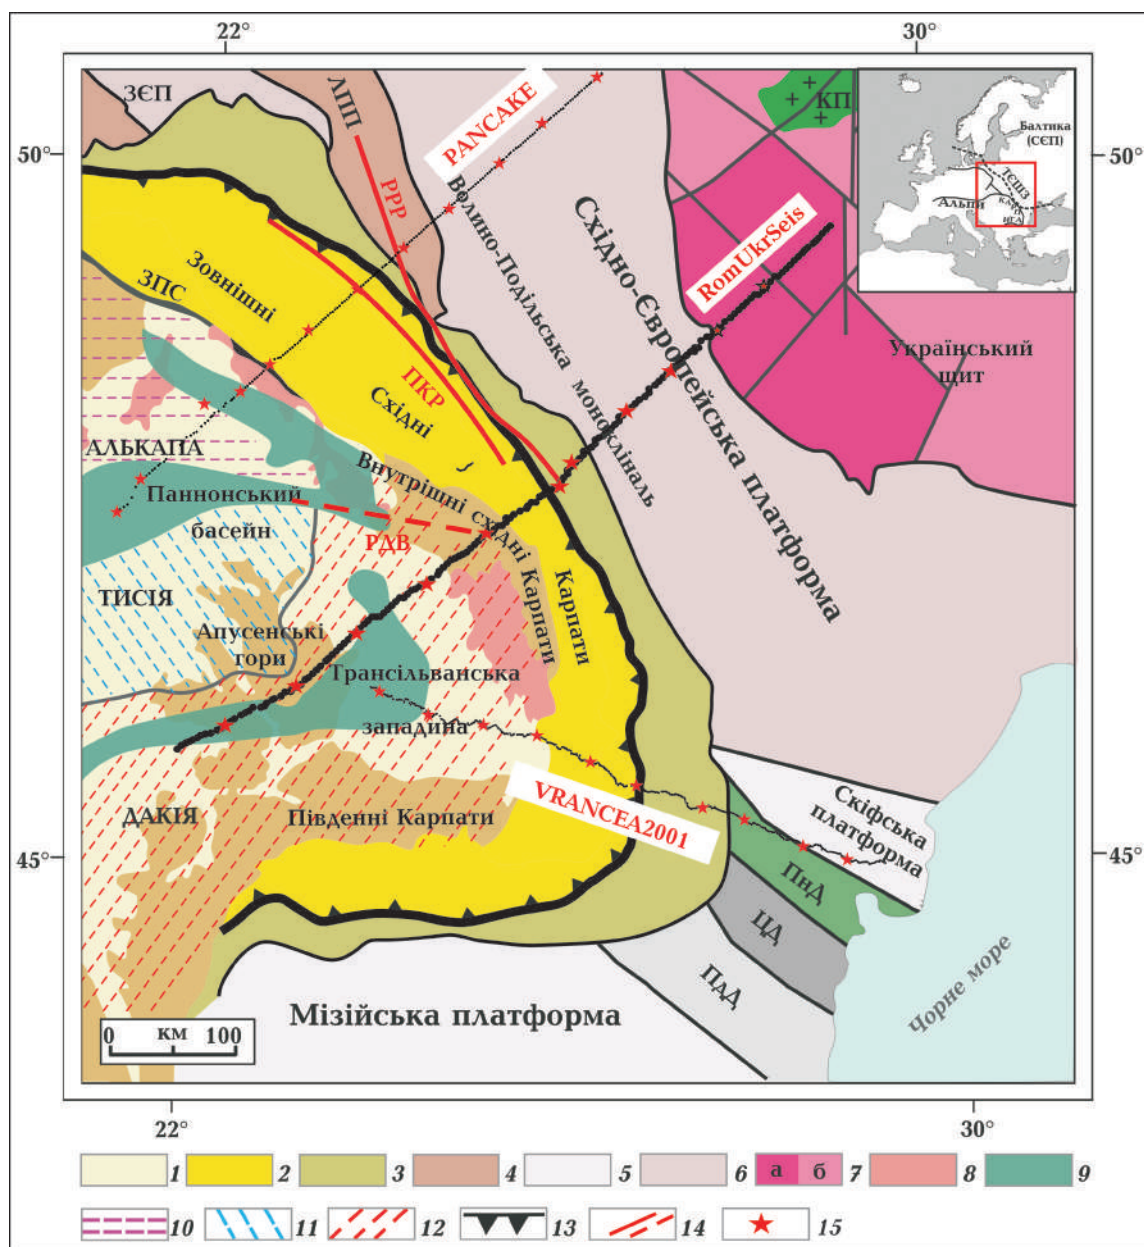 22°
30°
50°
50°
45°
45°
22°
30°
ЗЄП
ЛПП
PANCAKE
КП
Балтика
(СЄП)
ТЄШЗ
АЛЬПИ
РРР
Волино-Подільська монокліналь
Східно-Європейська платформа
RomUkrSeis
Український
щит
Зовнішні
Східні
Карпати
ЗПС
ПКР
АЛЬКАПА
Внутрішні східні Карпати
Паннонський
басейн
РДВ
ТИСІЯ
Апусенські
гори
Трансільванська
западина
VRANCEA2001
ДАКІЯ
Південні Карпати
Скіфська
платформа
ПнД
ЦД
ПдД
Чорне море
Мізійська платформа
0 км 100
1 2 3 4 5 6 а б 7 8 9
10 11 12 13 14 15